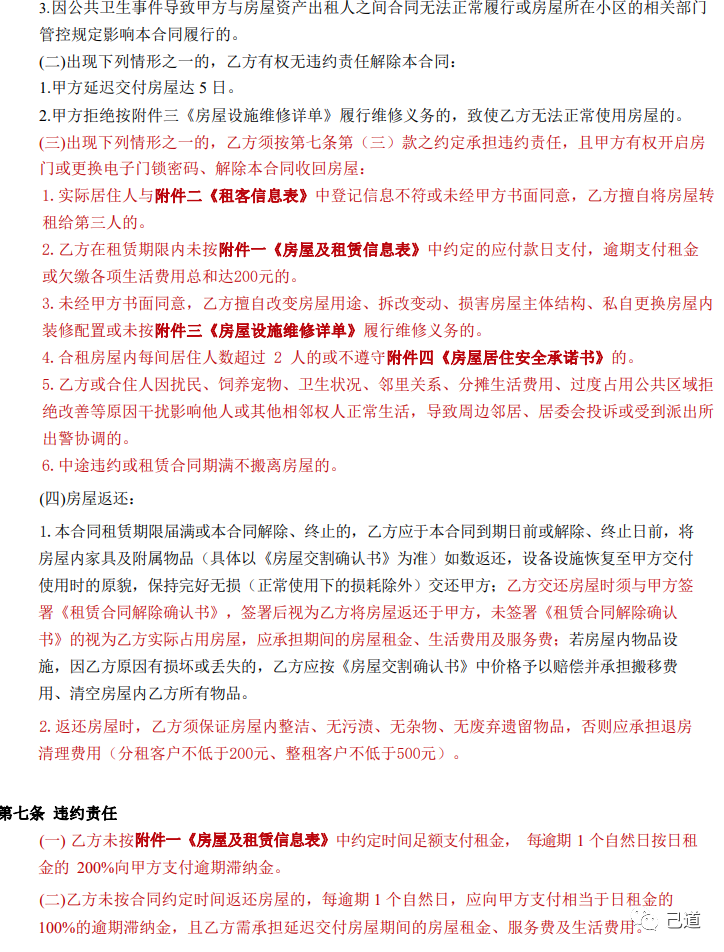 3.因公共卫生事件导致甲方与房屋资产出租人之间合同无法正常履行或房屋所在小区的相关部门
管控规定影响本合同履行的。
(二)出现下列情形之一的，乙方有权无违约责任解除本合同：
1.甲方延迟交付房屋达 5 日。
2.甲方拒绝按附件三《房屋设施维修详单》履行维修义务的，致使乙方无法正常使用房屋的。
(三)出现下列情形之一的，乙方须按第七条第（三）款之约定承担违约责任，且甲方有权开启房
门或更换电子门锁密码、解除本合同收回房屋：
1. 实际居住人与附件二《租客信息表》中登记信息不符或未经甲方书面同意，乙方擅自将房屋转
租给第三人的。
2. 乙方在租赁期限内未按附件一《房屋及租赁信息表》中约定的应付款日支付，逾期支付租金
或欠缴各项生活费用总和达200元的。
3. 未经甲方书面同意，乙方擅自改变房屋用途、拆改变动、损害房屋主体结构、私自更换房屋内
装修配置或未按附件三《房屋设施维修详单》履行维修义务的。
4. 合租房屋内每间居住人数超过 2 人的或不遵守附件四《房屋居住安全承诺书》的。
5. 乙方或合住人因扰民、饲养宠物、卫生状况、邻里关系、分摊生活费用、过度占用公共区域拒
绝改善等原因干扰影响他人或其他相邻权人正常生活，导致周边邻居、居委会投诉或受到派出所
出警协调的。
6. 中途违约或租赁合同期满不搬离房屋的。
(四)房屋返还：
1. 本合同租赁期限届满或本合同解除、终止的，乙方应于本合同到期日前或解除、终止日前，将
房屋内家具及附属物品（具体以《房屋交割确认书》为准）如数返还，设备设施恢复至甲方交付
使用时的原貌，保持完好无损（正常使用下的损耗除外）交还甲方；乙方交还房屋时须与甲方签
署《租赁合同解除确认书》，签署后视为乙方将房屋返还于甲方，未签署《租赁合同解除确认
书》的视为乙方实际占用房屋，应承担期间的房屋租金、生活费用及服务费；若房屋内物品设
施，因乙方原因有损坏或丢失的，乙方应按《房屋交割确认书》中价格予以赔偿并承担搬移费
用、清空房屋内乙方所有物品。
2. 返还房屋时，乙方须保证房屋内整洁、无污渍、无杂物、无废弃遗留物品，否则应承担退房
清理费用（分租客户不低于200元、整租客户不低于500元）。
第七条 违约责任
(一) 乙方未按附件一《房屋及租赁信息表》中约定时间足额支付租金， 每逾期 1 个自然日按日租
金的 200%向甲方支付逾期滞纳金。
(二)乙方未按合同约定时间返还房屋的，每逾期 1 个自然日，应向甲方支付相当于日租金的
100%的逾期滞纳金，且乙方需承担延迟交付房屋期间的房屋租金、服务费及生活费用。
己道